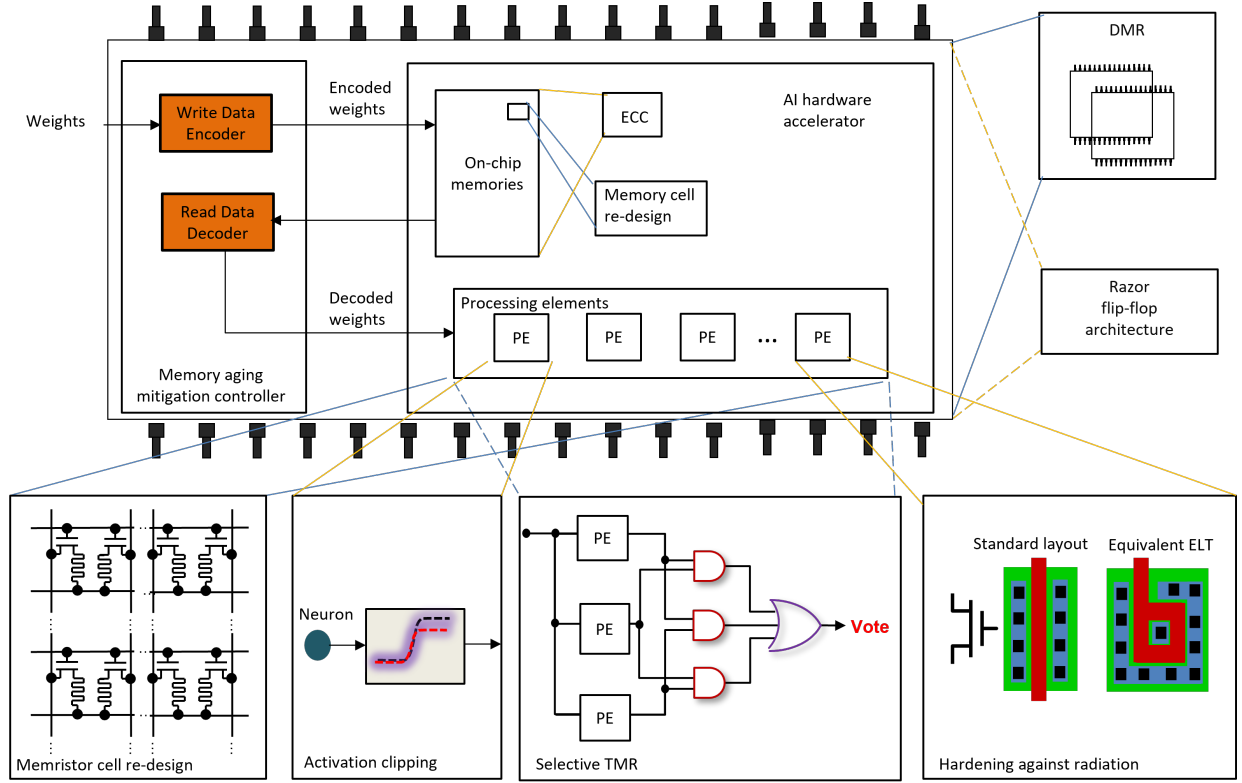 DMR
Encoded
weights
AI hardware
accelerator
Weights
Write Data
Encoder
ECC
On-chip
memories
Memory cell
re-design
Read Data
Decoder
Razor
flip-flop
architecture
Decoded
weights
Processing elements
PE
PE
PE
...
PE
Memory aging
mitigation controller
Memristor cell re-design
Neuron
Activation clipping
PE
PE
PE
Vote
Selective TMR
Standard layout
Equivalent ELT
Hardening against radiation